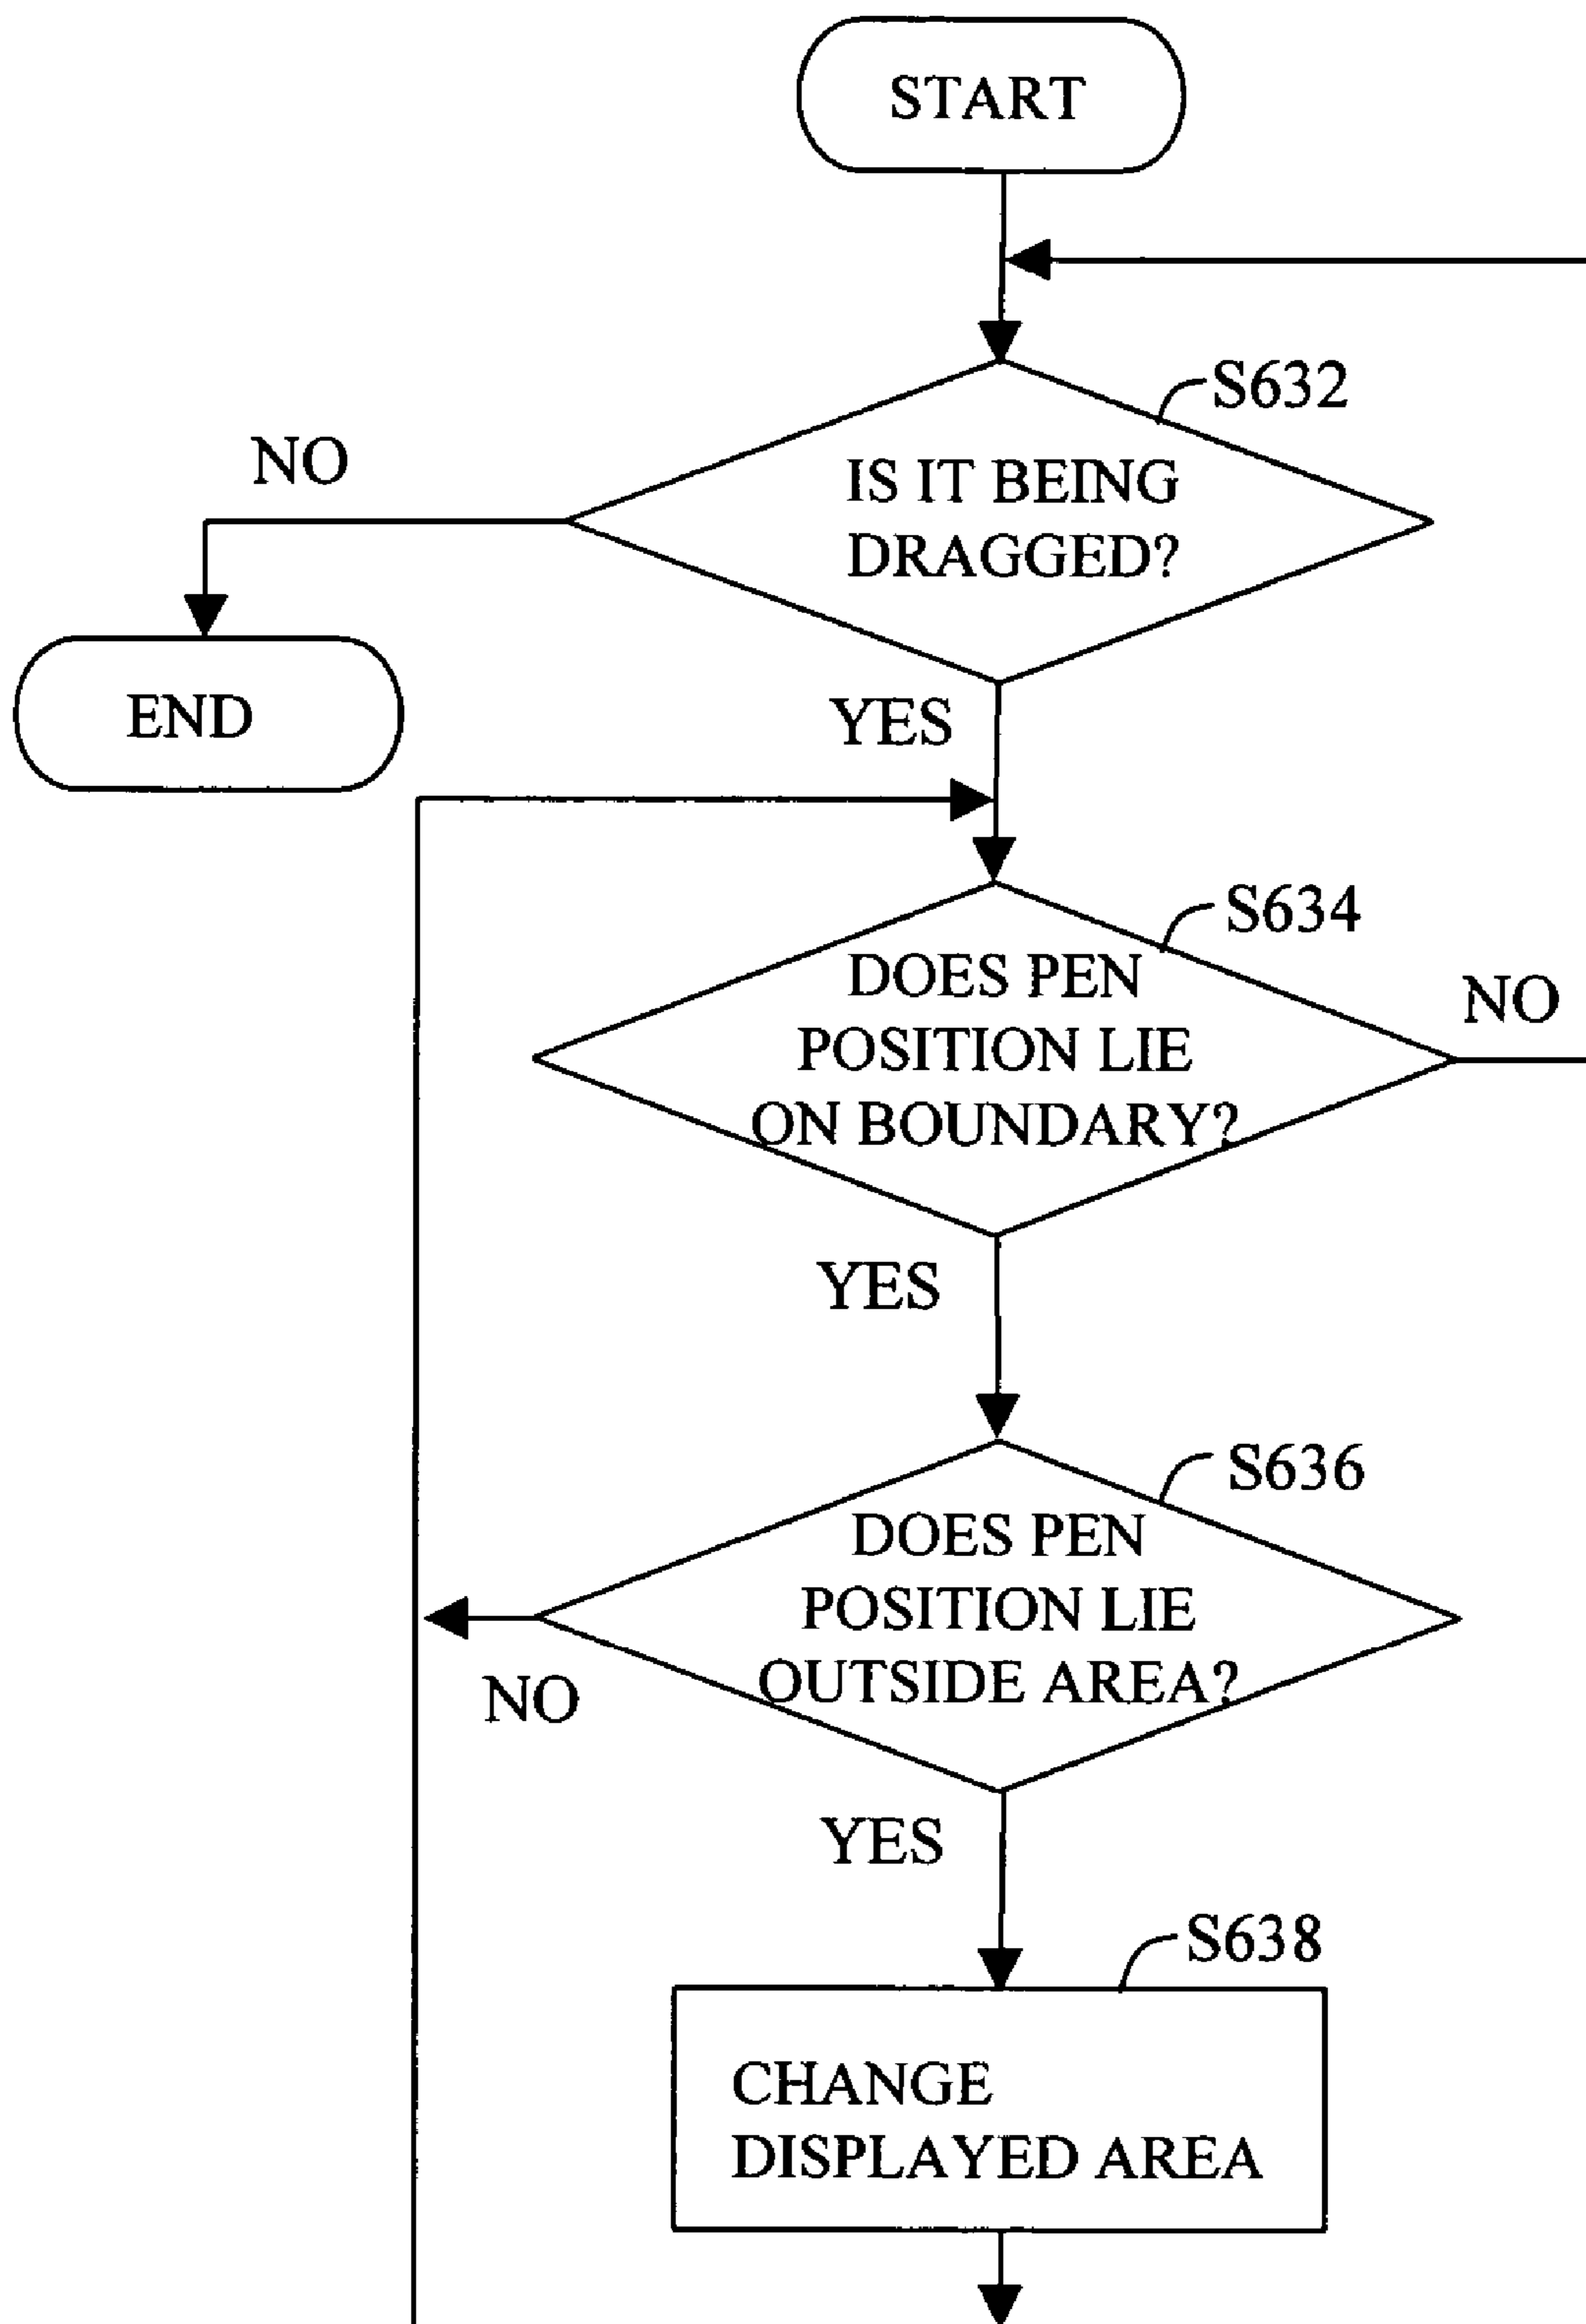 START
S632
NO
IS IT BEING
DRAGGED?
END
YES
S634
DOES PEN
POSITION LIE
ON BOUNDARY?
NO
YES
S636
DOES PEN
POSITION LIE
OUTSIDE AREA?
NO
YES
S638
CHANGE
DISPLAYED AREA